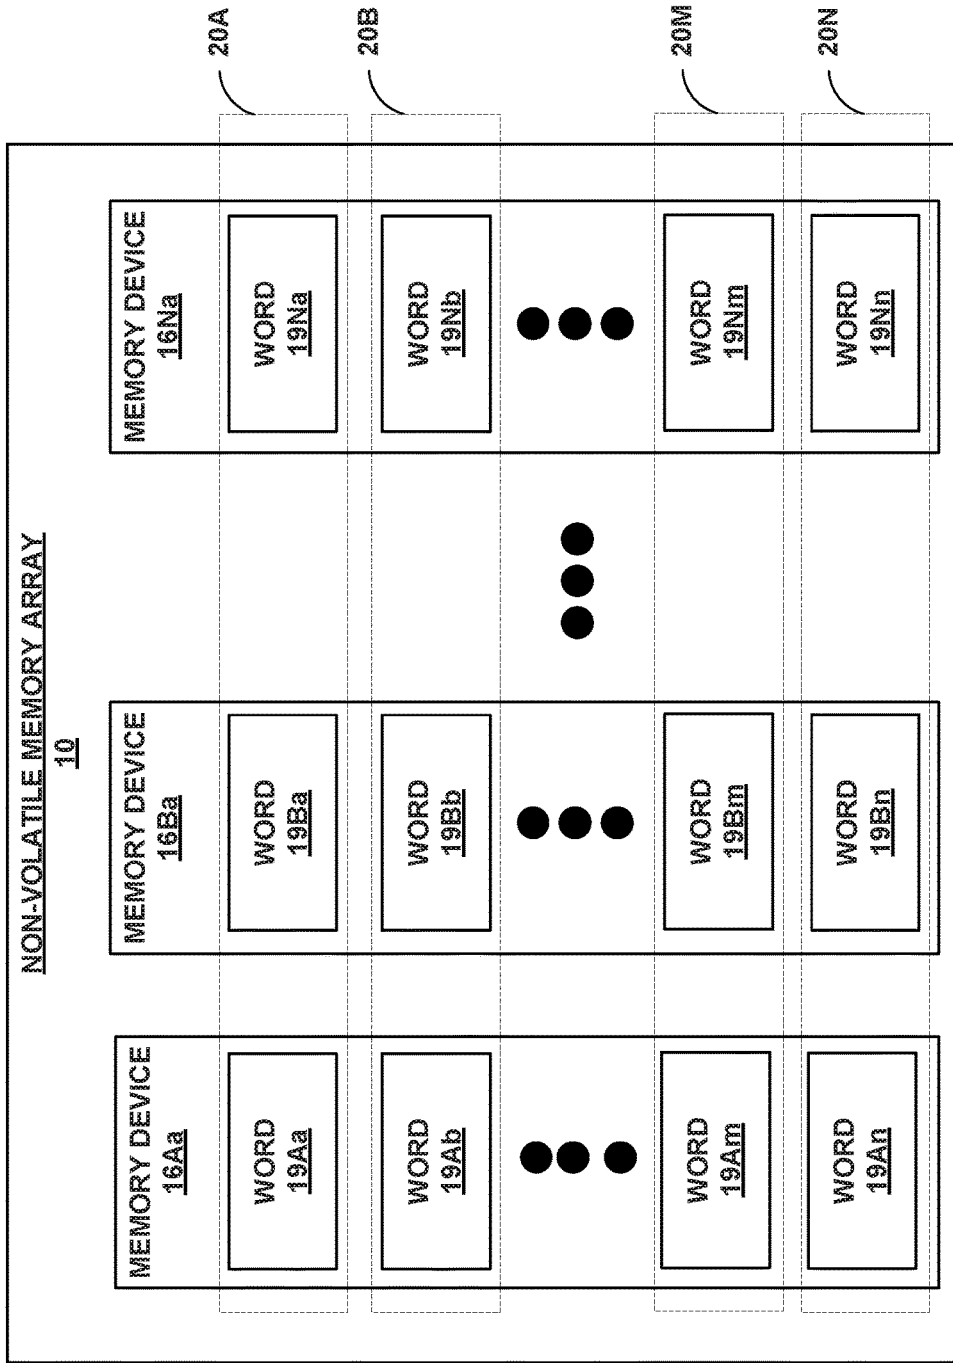 NON-VOLATILE MEMORY ARRAY
10
MEMORY DEVICE
16Aa
WORD
19Aa
WORD
19Ab
WORD
19Am
WORD
19An
MEMORY DEVICE
16Ba
WORD
19Ba
WORD
19Bb
WORD
19Bm
WORD
19Bn
MEMORY DEVICE
16Na
WORD
19Na
WORD
19Nb
WORD
19Nm
WORD
19Nn
20A
20B
20M
20N